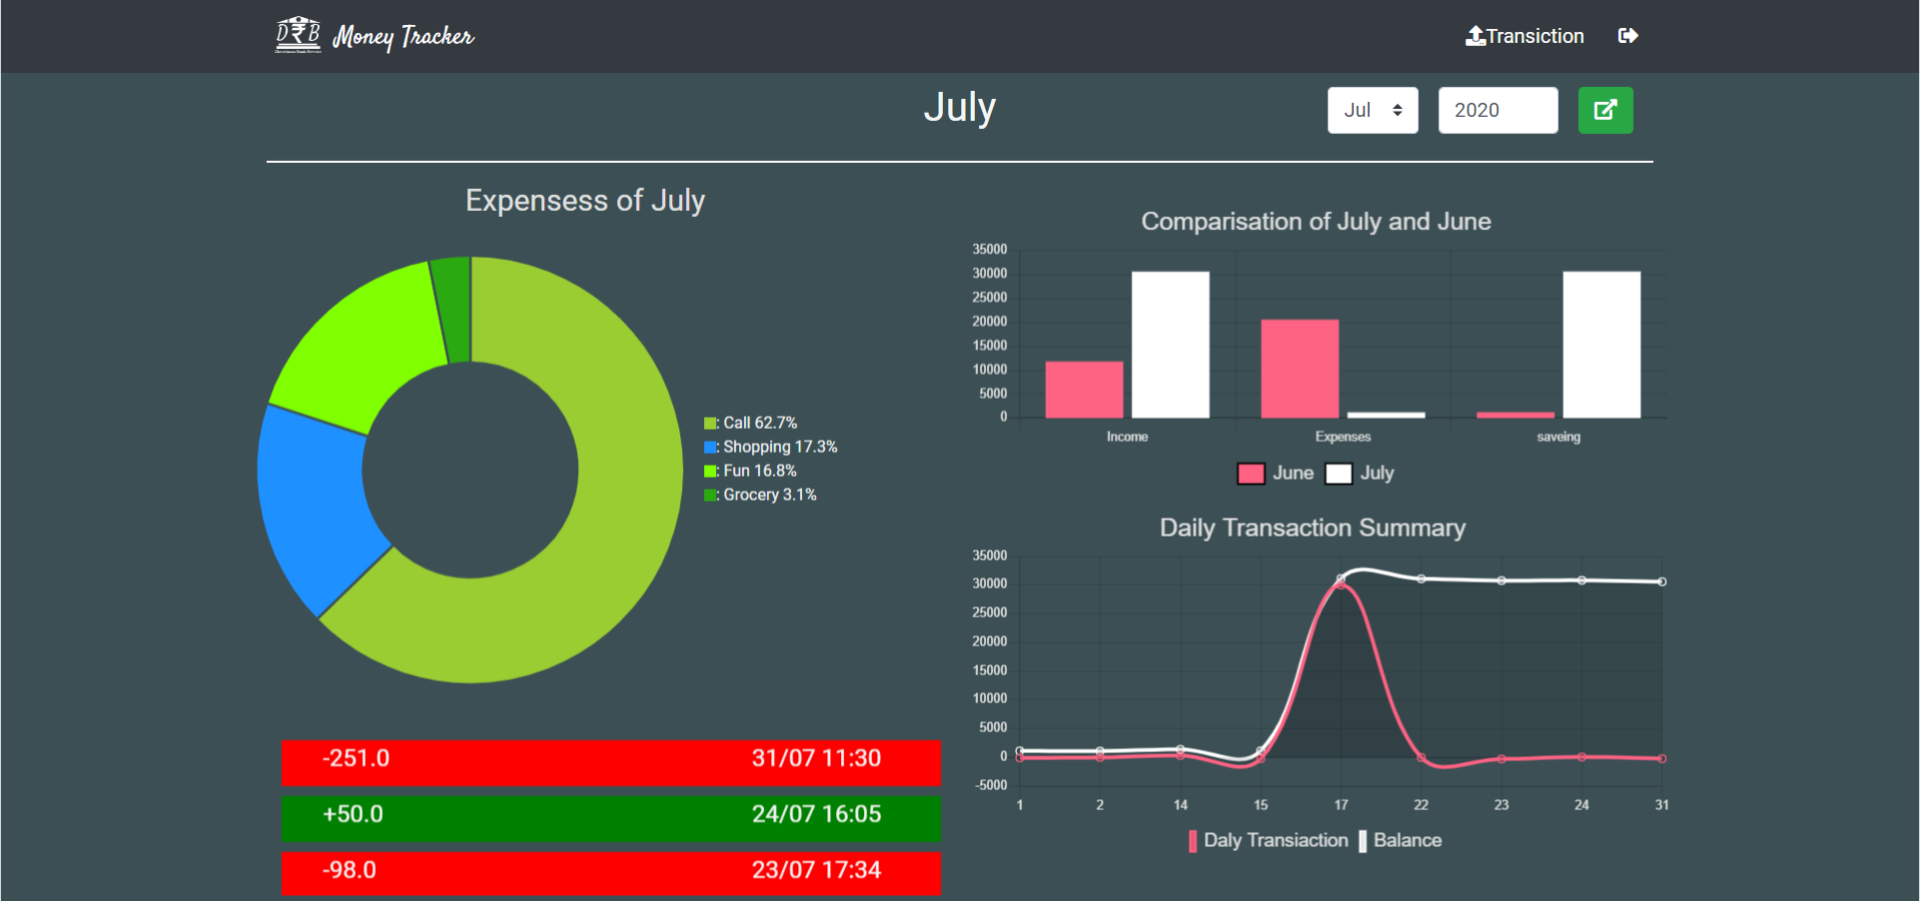 D₹B Money Tracker
Transiction
July
Jul
2020
Expensess of July
: Call 62.7%
: Shopping 17.3%
: Fun 16.8%
: Grocery 3.1%
-251.0 31/07 11:30
+50.0 24/07 16:05
-98.0 23/07 17:34
Comparisation of July and June
35000
30000
25000
20000
15000
10000
5000
0
Income Expenses saveing
June July
Daily Transaction Summary
35000
30000
25000
20000
15000
10000
5000
0
-5000
1 2 14 15 17 22 23 24 31
Daly Transiaction Balance